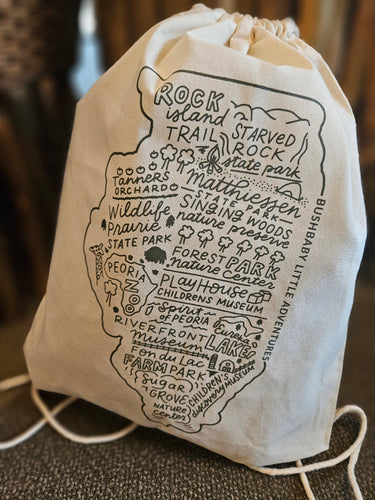 ROCK
island
TRAIL
STARVED
ROCK
state park
TANNERS
ORCHARD
Matthiessen
STATE PARK
Wildlife
PRAIRIE
STATE PARK
SINGING WOODS
nature preserve
FOREST PARK
Nature center
PEORIA
ZOO
PLAYHOUSE
CHILDRENS MUSEUM
Spirit
OF PEORIA
EUREKA
LAKE
RIVERFRONT
Museum
Fon du Lac
FARM PARK
Sugar
GROVE
NATURE
center
CHILDREN'S
discovery MUSEUM
BUSHBABY LITTLE ADVENTURES